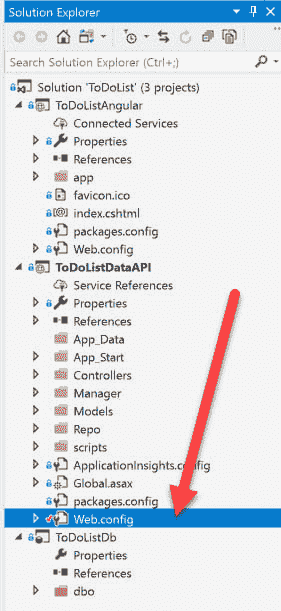 Solution Explorer
Search Solution Explorer (Ctrl+;)
Solution 'ToDoList' (3 projects)
ToDoListAngular
Connected Services
Properties
References
app
favicon.ico
index.cshtml
packages.config
Web.config
ToDoListDataAPI
Service References
Properties
References
App_Data
App_Start
Controllers
Manager
Models
Repo
scripts
ApplicationInsights.config
Global.asax
packages.config
Web.config
ToDoListDb
Properties
References
dbo